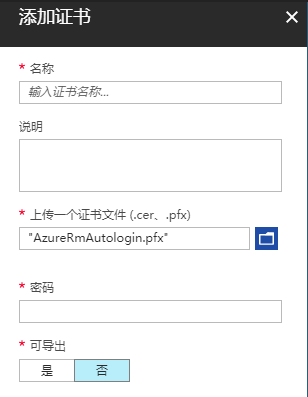 添加证书
* 名称
输入证书名称...
说明
* 上传一个证书文件 (.cer、.pfx)
"AzureRmAutologin.pfx"
* 密码
* 可导出
是 否